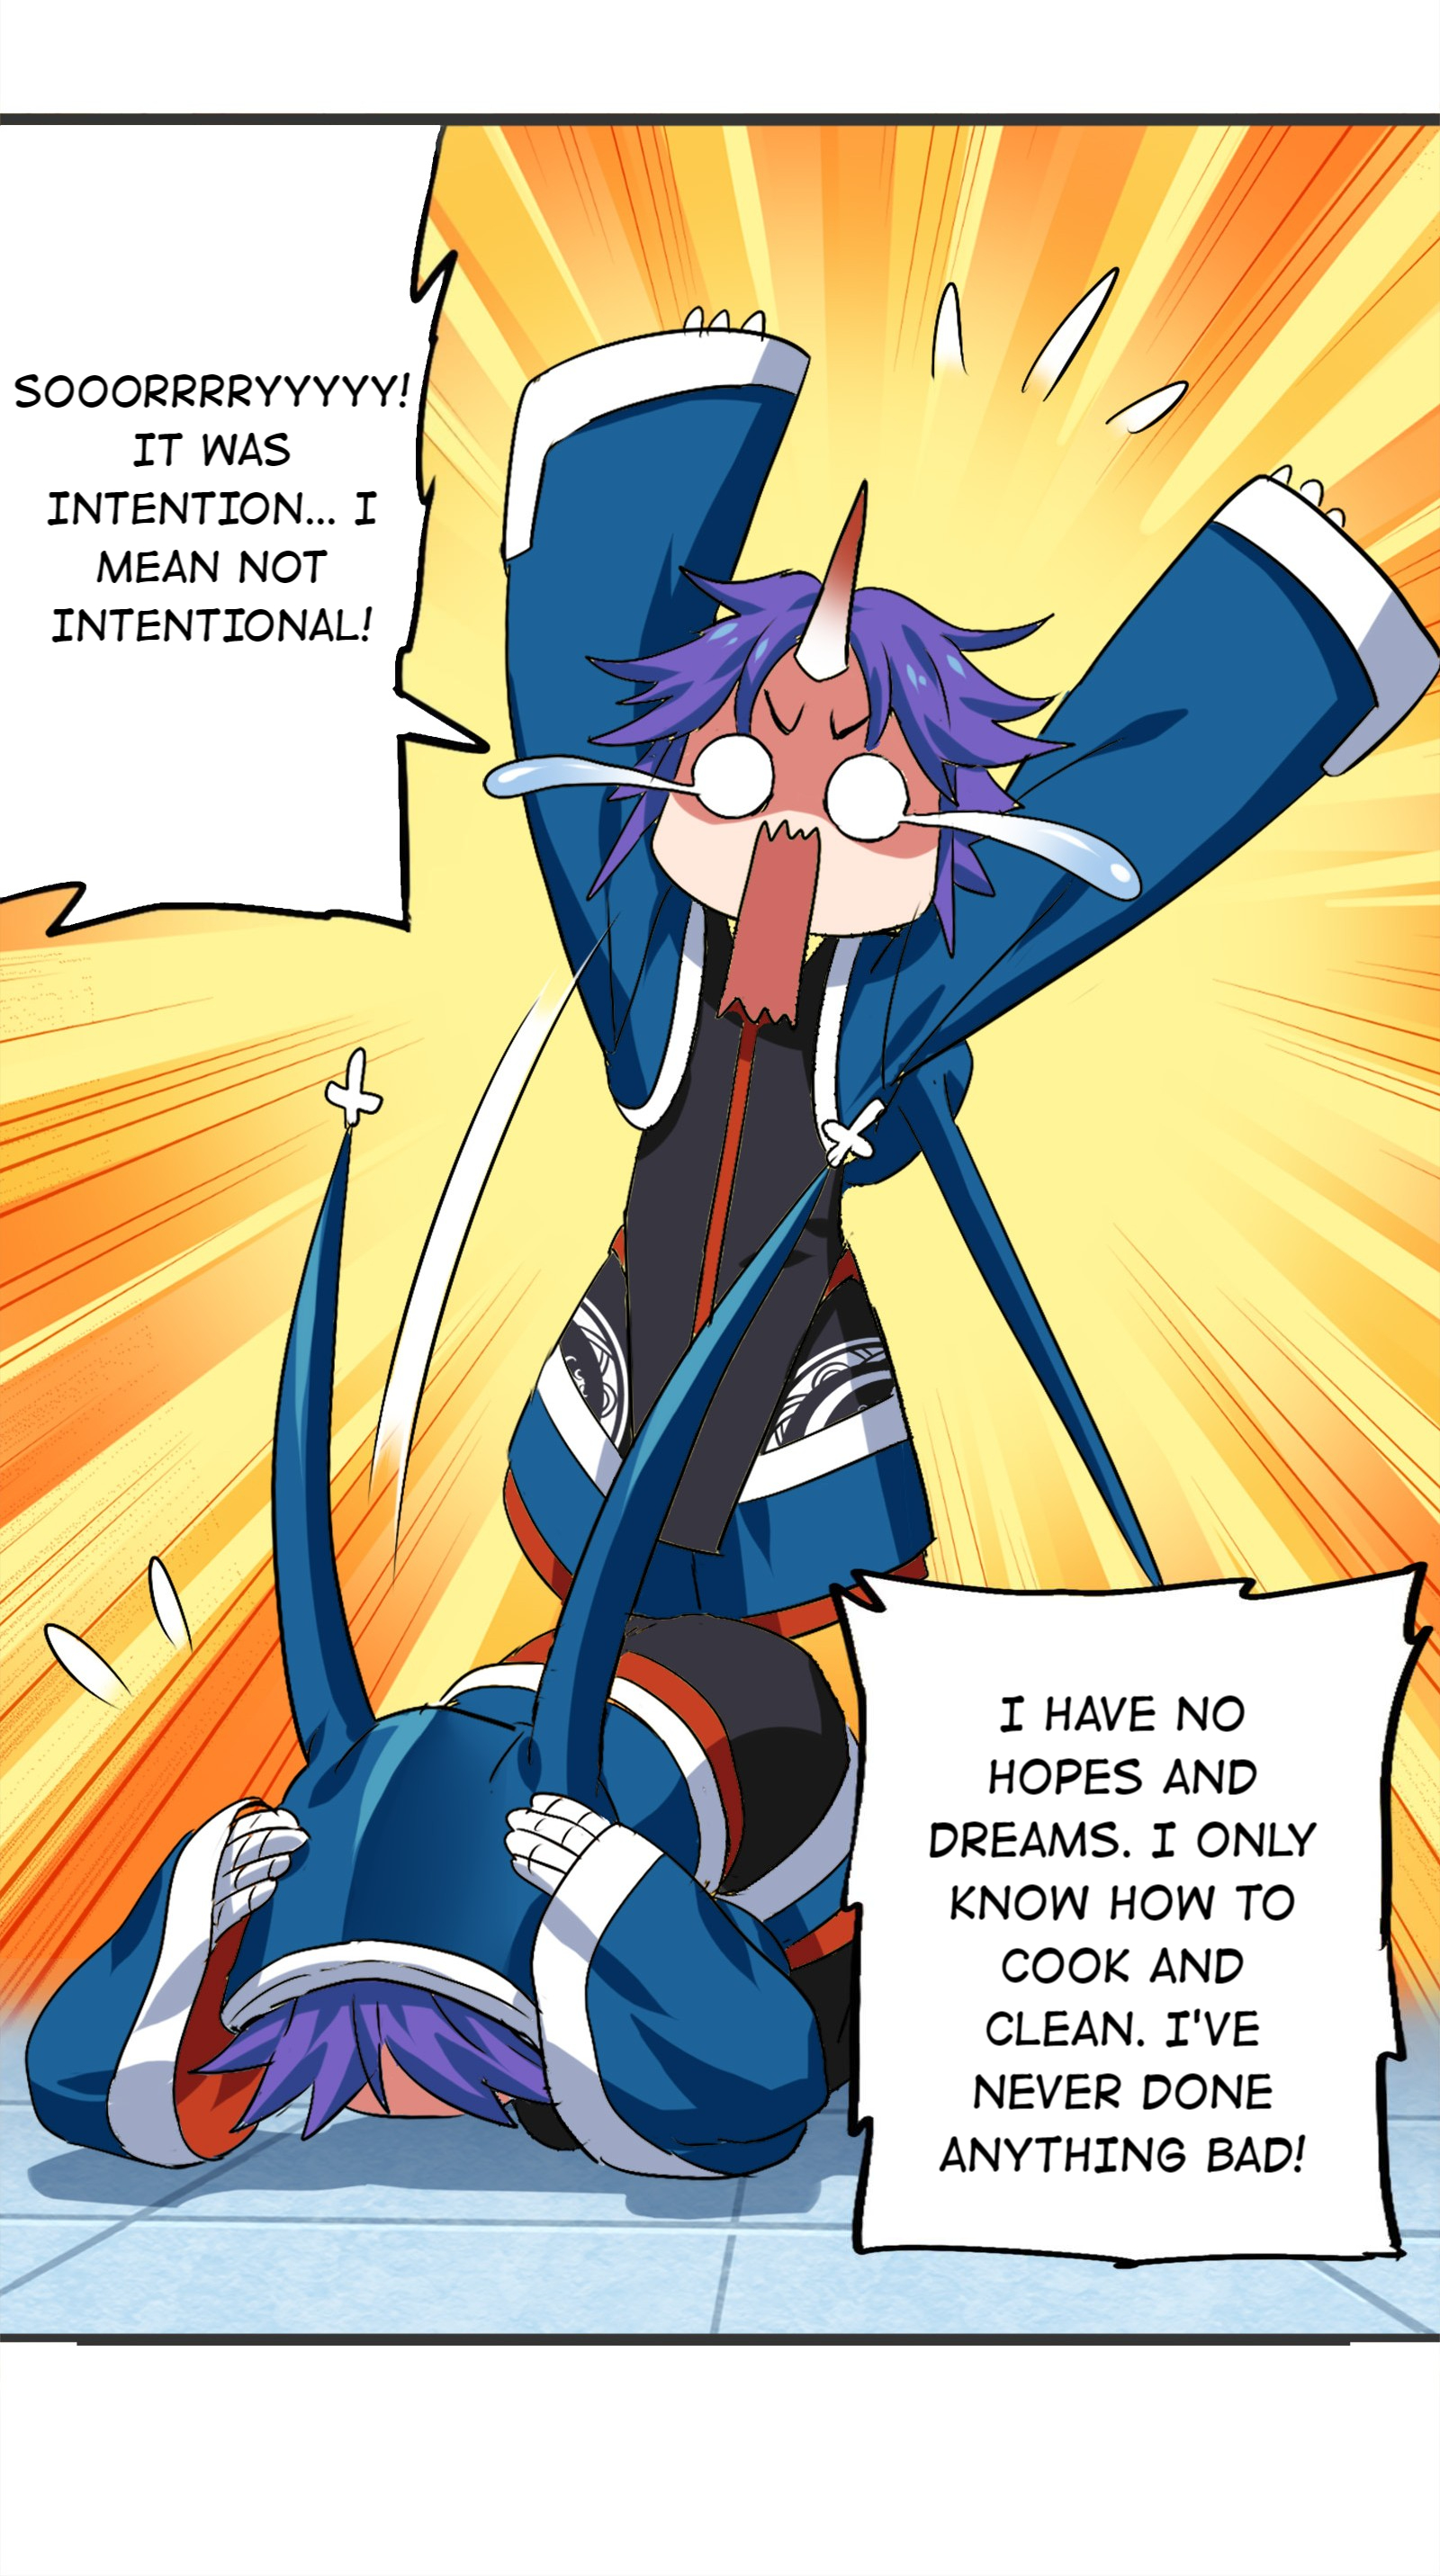 SOOORRRRYYYYY!
IT WAS
INTENTION... I
MEAN NOT
INTENTIONAL!
I HAVE NO
HOPES AND
DREAMS. I ONLY
KNOW HOW TO
COOK AND
CLEAN. I'VE
NEVER DONE
ANYTHING BAD!